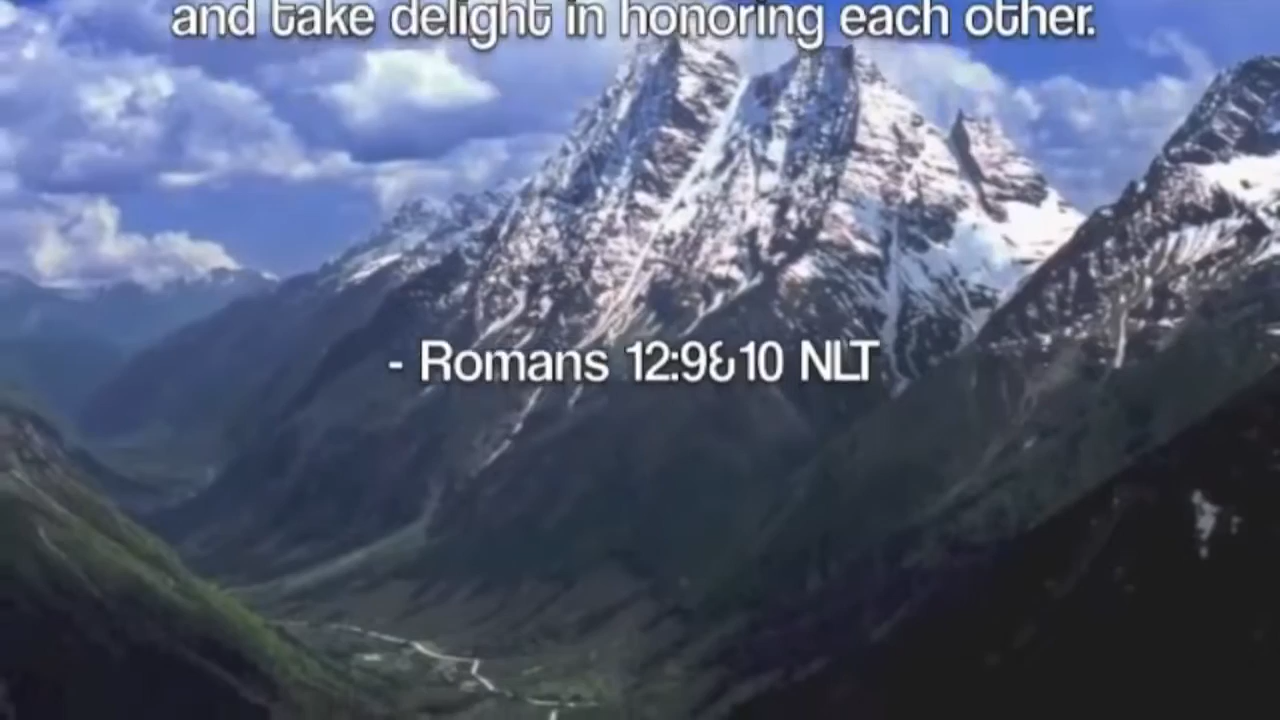 and take delight in honoring each other.
- Romans 12:9&10 NLT